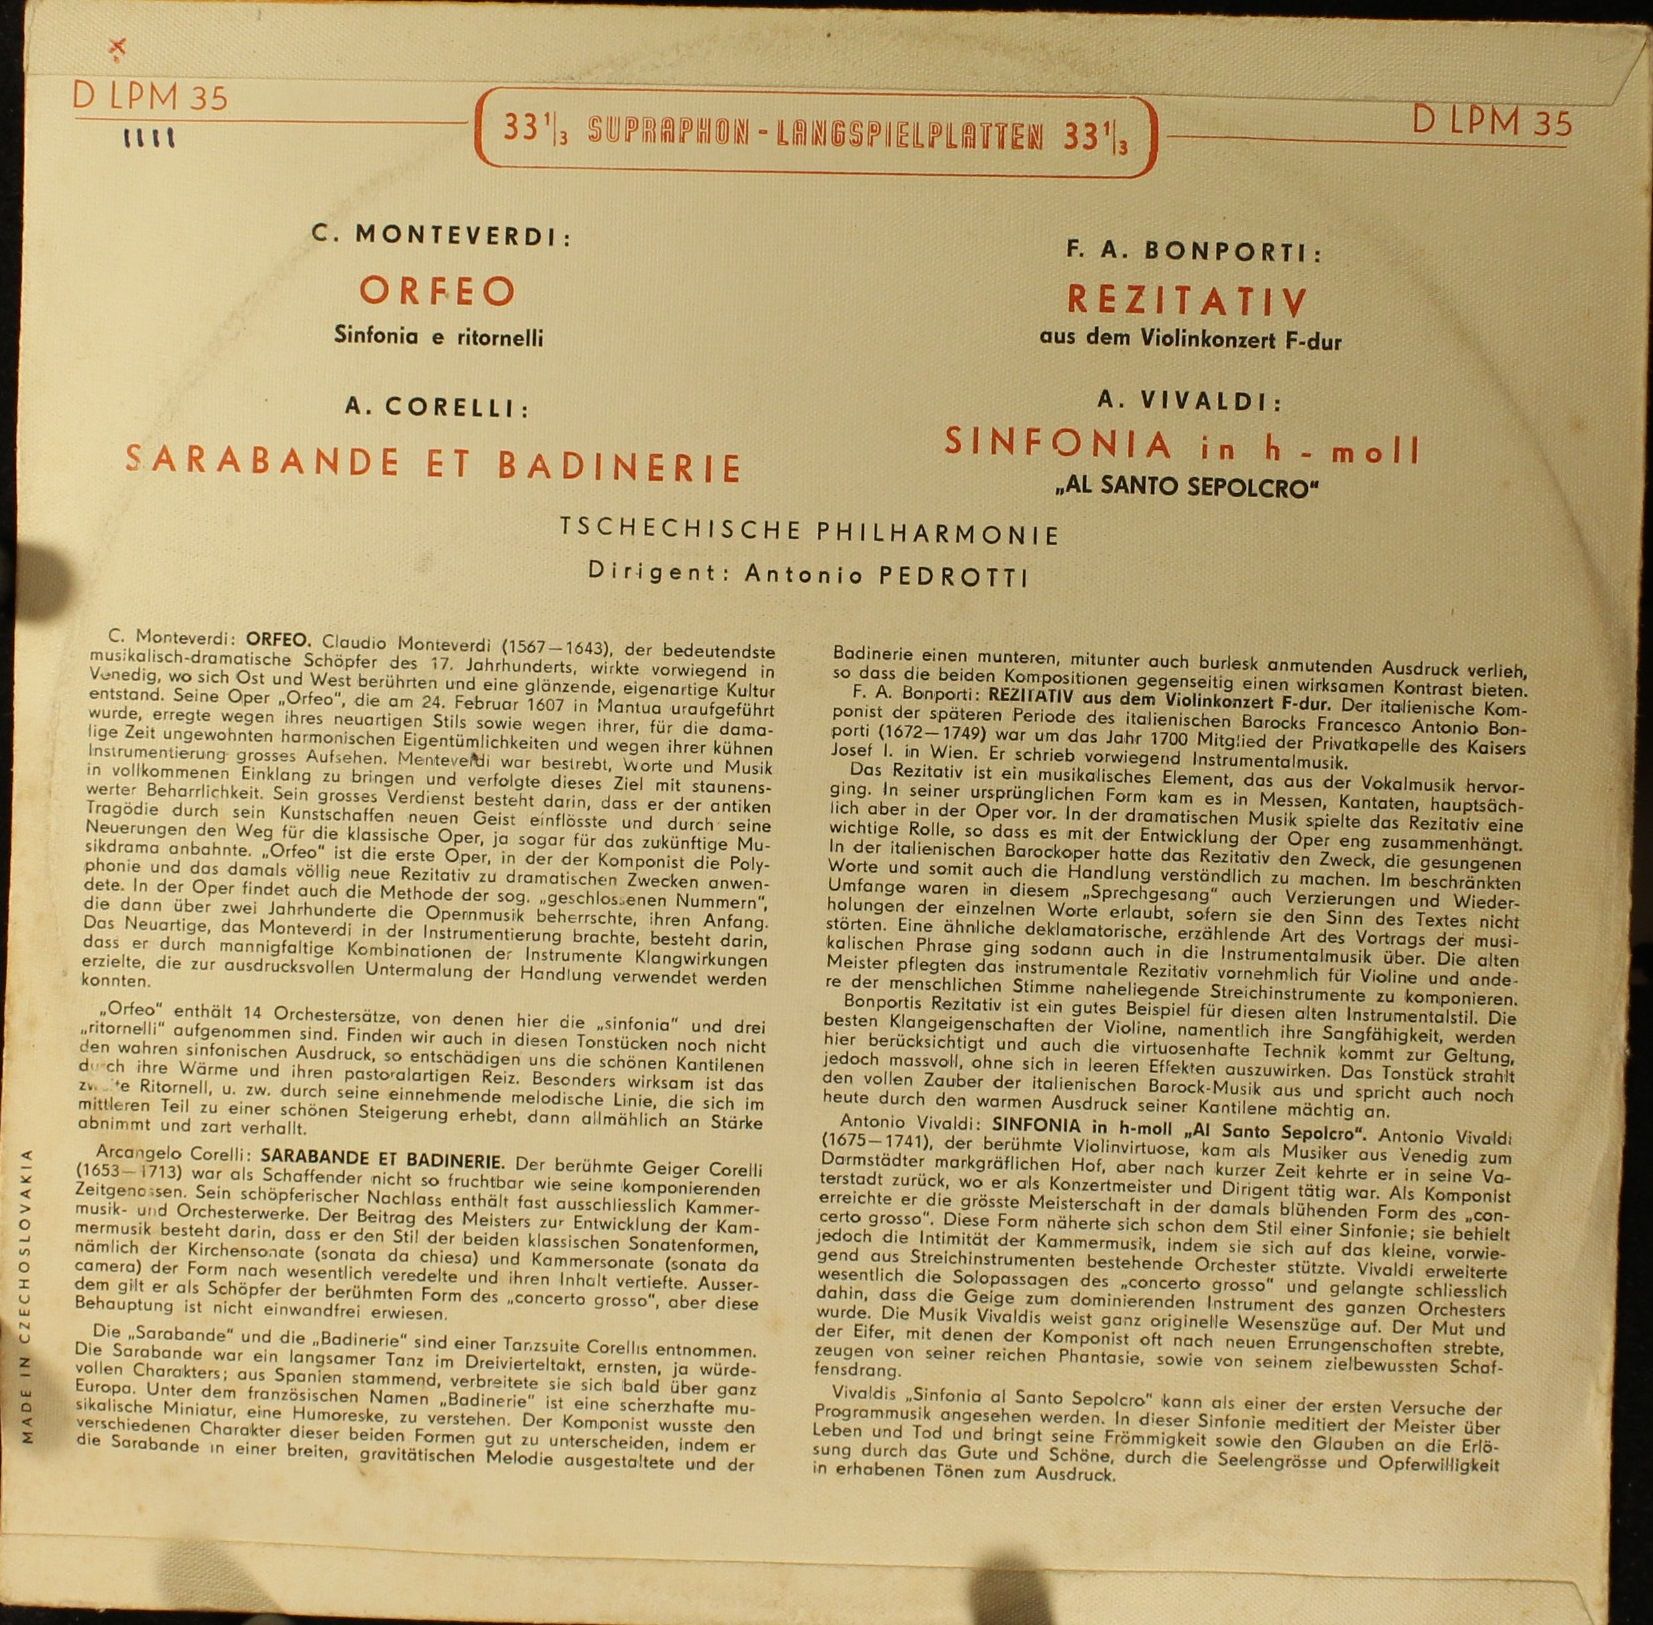 D LPM 35
33 1/3 SUPRAPHON - LANGSPIELPLATTEN 33 1/3
D LPM 35
C. MONTEVERDI:
ORFEO
Sinfonia e ritornelli
A. CORELLI:
SARABANDE ET BADINERIE
F. A. BONPORTI:
REZITATIV
aus dem Violinkonzert F-dur
A. VIVALDI:
SINFONIA in h - moll
„AL SANTO SEPOLCRO“
TSCHECHISCHE PHILHARMONIE
Dirigent: Antonio PEDROTTI
C. Monteverdi: ORFEO. Claudio Monteverdi (1567—1643), der bedeutendste
musikalisch-dramatische Schöpfer des 17. Jahrhunderts, wirkte vorwiegend in
Venedig, wo sich Ost und West berührten und eine glänzende, eigenartige Kultur
entstand. Seine Oper „Orfeo“, die am 24. Februar 1607 in Mantua uraufgeführt
wurde, erregte wegen ihres neuartigen Stils sowie wegen ihrer, für die dama-
lige Zeit ungewohnten harmonischen Eigentümlichkeiten und wegen ihrer kühnen
Instrumentierung grosses Aufsehen. Menteverdi war bestrebt, Worte und Musik
in vollkommenen Einklang zu bringen und verfolgte dieses Ziel mit staunens-
werter Beharrlichkeit. Sein grosses Verdienst besteht darin, dass er der antiken
Tragödie durch sein Kunstschaffen neuen Geist einflösste und durch seine
Neuerungen den Weg für die klassische Oper, ja sogar für das zukünftige Mu-
sikdrama anbahnte. „Orfeo“ ist die erste Oper, in der der Komponist die Poly-
phonie und das damals völlig neue Rezitativ zu dramatischen Zwecken anwen-
dete. In der Oper findet auch die Methode der sog. „geschlossenen Nummern“,
die dann über zwei Jahrhunderte die Opernmusik beherrschte, ihren Anfang.
Das Neuartige, das Monteverdi in der Instrumentierung brachte, besteht darin,
dass er durch mannigfaltige Kombinationen der Instrumente Klangwirkungen
erzielte, die zur ausdrucksvollen Untermalung der Handlung verwendet werden
konnten.
„Orfeo“ enthält 14 Orchestersätze, von denen hier die „sinfonia“ und drei
„ritornelli“ aufgenommen sind. Finden wir auch in diesen Tonstücken noch nicht
den wahren sinfonischen Ausdruck, so entschädigen uns die schönen Kantilenen
durch ihre Wärme und ihren pastoralartigen Reiz. Besonders wirksam ist das
Ritornell, u. zw. durch seine einnehmende melodische Linie, die sich im
mittleren Teil zu einer schönen Steigerung erhebt, dann allmählich an Stärke
abnimmt und zart verhallt.
Arcangelo Corelli: SARABANDE ET BADINERIE. Der berühmte Geiger Corelli
(1653—1713) war als Schaffender nicht so fruchtbar wie seine komponierenden
Zeitgenossen. Sein schöpferischer Nachlass enthält fast ausschliesslich Kammer-
musik- und Orchesterwerke. Der Beitrag des Meisters zur Entwicklung der Kam-
mermusik besteht darin, dass er den Stil der beiden klassischen Sonatenformen,
nämlich der Kirchensonate (sonata da chiesa) und Kammersonate (sonata da
camera) der Form nach wesentlich veredelte und ihren Inhalt vertiefte. Ausser-
dem gilt er als Schöpfer der berühmten Form des „concerto grosso“, aber diese
Behauptung ist nicht einwandfrei erwiesen.
Die „Sarabande“ und die „Badinerie“ sind einer Tanzsuite Corellis entnommen.
Die Sarabande war ein langsamer Tanz im Dreivierteltakt, ernsten, ja würde-
vollen Charakters; aus Spanien stammend, verbreitete sie sich bald über ganz
Europa. Unter dem französischen Namen „Badinerie“ ist eine scherzhafte mu-
sikalische Miniatur, eine Humoreske, zu verstehen. Der Komponist wusste den
verschiedenen Charakter dieser beiden Formen gut zu unterscheiden, indem er
die Sarabande in einer breiten, gravitätischen Melodie ausgestaltete und der
Badinerie einen munteren, mitunter auch burlesk anmutenden Ausdruck verlieh,
so dass die beiden Kompositionen gegenseitig einen wirksamen Kontrast bieten.
F. A. Bonporti: REZITATIV aus dem Violinkonzert F-dur. Der italienische Kom-
ponist der späteren Periode des italienischen Barocks Francesco Antonio Bon-
porti (1672—1749) war um das Jahr 1700 Mitglied der Privatkapelle des Kaisers
Josef I. in Wien. Er schrieb vorwiegend Instrumentalmusik.
Das Rezitativ ist ein musikalisches Element, das aus der Vokalmusik hervor-
ging. In seiner ursprünglichen Form kam es in Messen, Kantaten, hauptsäch-
lich aber in der Oper vor. In der dramatischen Musik spielte das Rezitativ eine
wichtige Rolle, so dass es mit der Entwicklung der Oper eng zusammenhängt.
In der italienischen Barockoper hatte das Rezitativ den Zweck, die gesungenen
Worte und somit auch die Handlung verständlich zu machen. Im beschränkten
Umfange waren in diesem „Sprechgesang“ auch Verzierungen und Wieder-
holungen der einzelnen Worte erlaubt, sofern sie den Sinn des Textes nicht
störten. Eine ähnliche deklamatorische, erzählende Art des Vortrags der musi-
kalischen Phrase ging sodann auch in die Instrumentalmusik über. Die alten
Meister pflegten das instrumentale Rezitativ vornehmlich für Violine und ande-
re der menschlichen Stimme naheliegende Streichinstrumente zu komponieren.
Bonportis Rezitativ ist ein gutes Beispiel für diesen alten Instrumentalstil. Die
besten Klangeigenschaften der Violine, namentlich ihre Sangfähigkeit, werden
hier berücksichtigt und auch die virtuosenhafte Technik kommt zur Geltung,
jedoch massvoll, ohne sich in leeren Effekten auszuwirken. Das Tonstück strahlt
den vollen Zauber der italienischen Barock-Musik aus und spricht auch noch
heute durch den warmen Ausdruck seiner Kantilene mächtig an.
Antonio Vivaldi: SINFONIA in h-moll „Al Santo Sepolcro“. Antonio Vivaldi
(1675—1741), der berühmte Violinvirtuose, kam als Musiker aus Venedig zum
Darmstädter markgräflichen Hof, aber nach kurzer Zeit kehrte er in seine Va-
terstadt zurück, wo er als Konzertmeister und Dirigent tätig war. Als Komponist
erreichte er die grösste Meisterschaft in der damals blühenden Form des „con-
certo grosso“. Diese Form näherte sich schon dem Stil einer Sinfonie; sie behielt
jedoch die Intimität der Kammermusik, indem sie sich auf das kleine, vorwie-
gend aus Streichinstrumenten bestehende Orchester stützte. Vivaldi erweiterte
wesentlich die Solopassagen des „concerto grosso“ und gelangte schliesslich
dahin, dass die Geige zum dominierenden Instrument des ganzen Orchesters
wurde. Die Musik Vivaldis weist ganz originelle Wesenszüge auf. Der Mut und
der Eifer, mit denen der Komponist oft nach neuen Errungenschaften strebte,
zeugen von seiner reichen Phantasie, sowie von seinem zielbewussten Schaf-
fensdrang.
Vivaldis „Sinfonia al Santo Sepolcro“ kann als einer der ersten Versuche der
Programmusik angesehen werden. In dieser Sinfonie meditiert der Meister über
Leben und Tod und bringt seine Frömmigkeit sowie den Glauben an die Erlö-
sung durch das Gute und Schöne, durch die Seelengrösse und Opferwilligkeit
in erhabenen Tönen zum Ausdruck.
MADE IN CZECHOSLOVAKIA